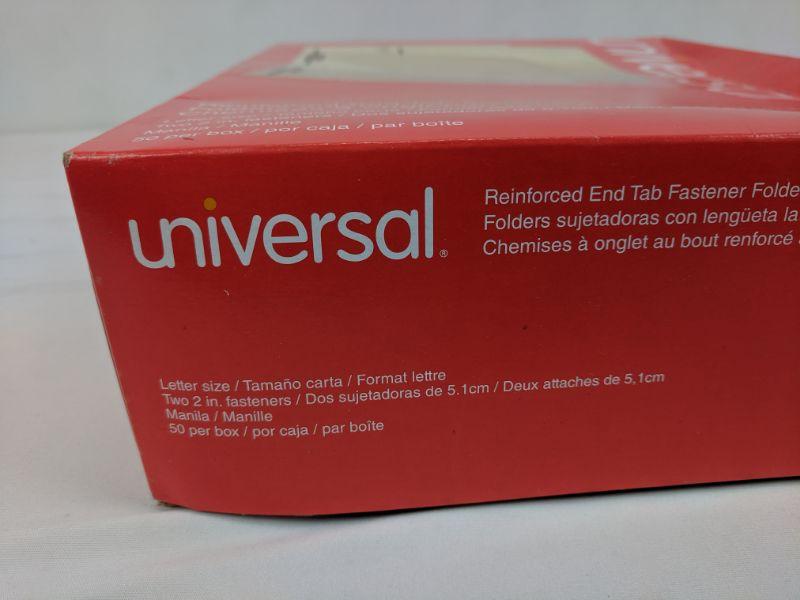 50 per box / por caja / par boîte
universal®
Reinforced End Tab Fastener Folde
Folders sujetadoras con lengüeta la
Chemises à onglet au bout renforcé
Letter size / Tamaño carta / Format lettre
Two 2 in. fasteners / Dos sujetadoras de 5.1cm / Deux attaches de 5,1cm
Manila / Manille
50 per box / por caja / par boîte